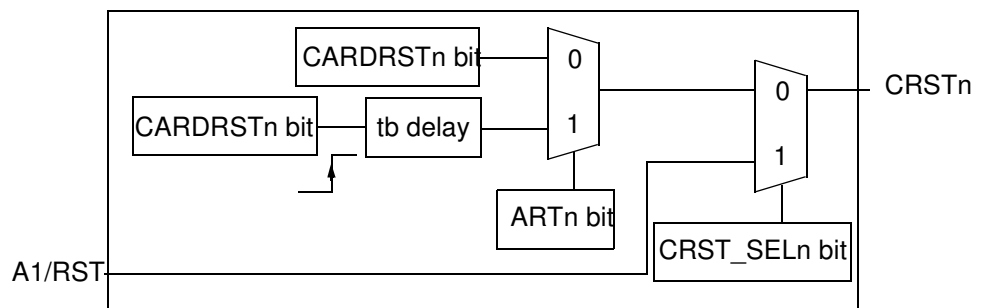 CARDRSTn bit
0
CARDRSTn bit
tb delay
1
0
CRSTn
1
ARTn bit
CRST_SELn bit
A1/RST